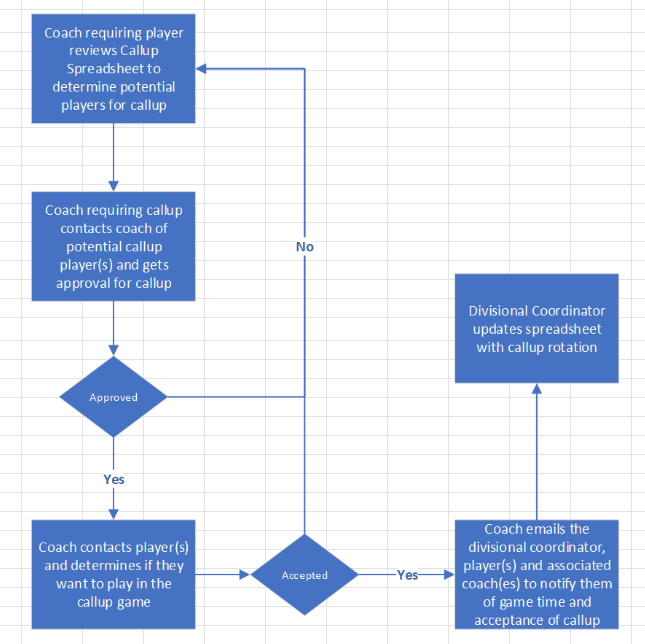 Coach requiring player
reviews Callup
Spreadsheet to
determine potential
players for callup
Coach requiring callup
contacts coach of
potential callup
player(s) and gets
approval for callup
No
Divisional Coordinator
updates spreadsheet
with callup rotation
Approved
Yes
Coach contacts player(s)
and determines if they
want to play in the
callup game
Accepted
Yes
Coach emails the
divisional coordinator,
player(s) and associated
coach(es) to notify them
of game time and
acceptance of callup